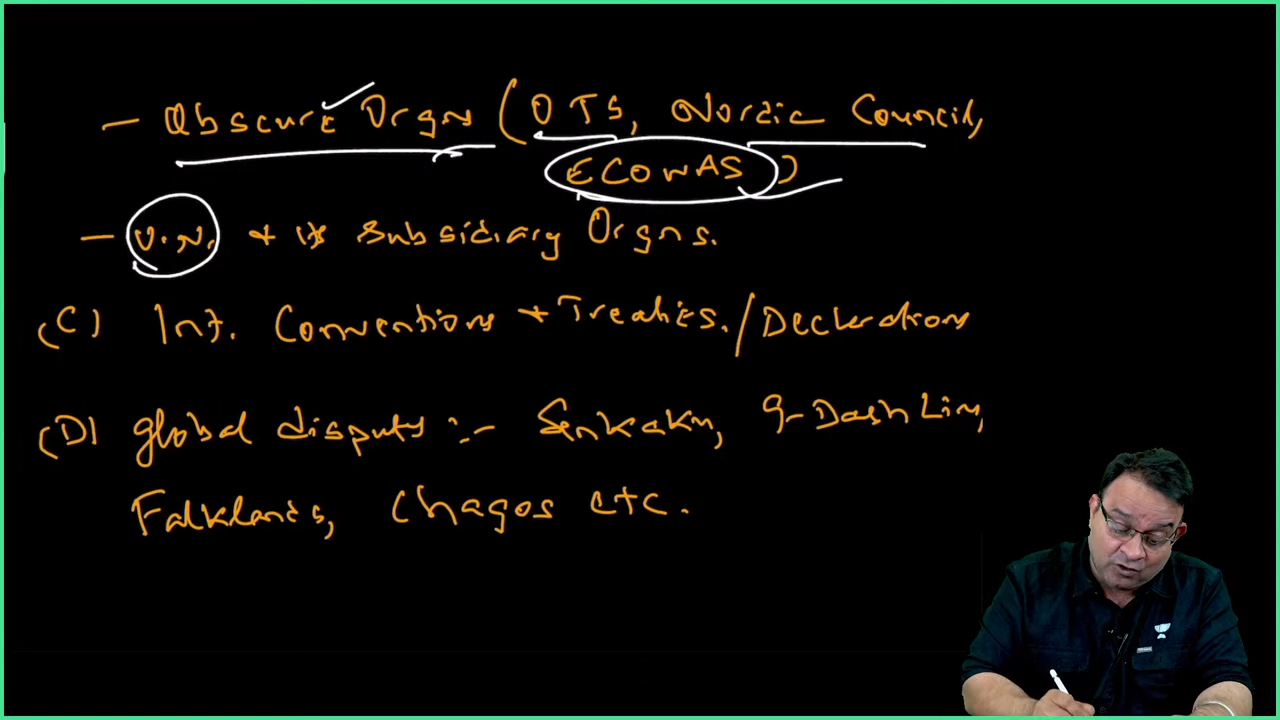 - Obscure Orgns (OTS, Nordic Council,
ECOWAS)
- U.N. + its Subsidiary Orgns.
(C) Int. Conventions + Treaties. / Declerations
(D) global disputes :- Senkaku, 9-Dash Line,
Falklands, Chagos etc.